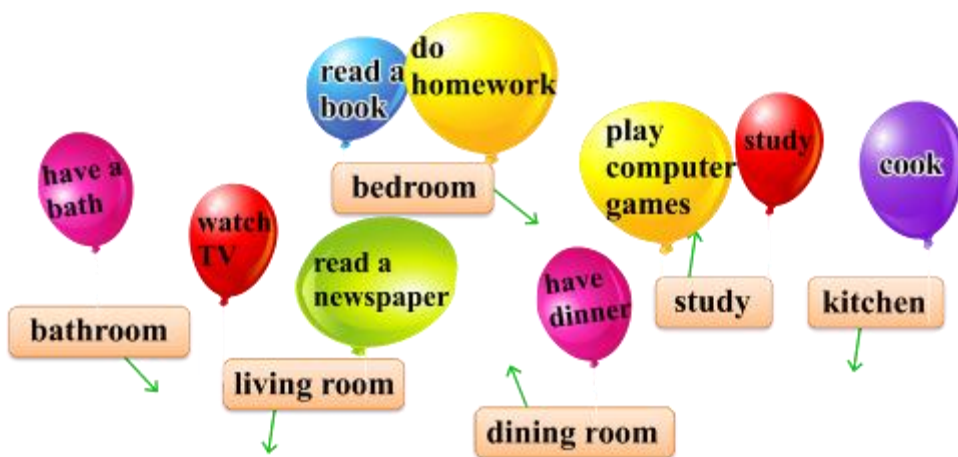 read a
book
do
homework
bedroom
have a
bath
bathroom
watch
TV
read a
newspaper
living room
have
dinner
dining room
play
computer
games
study
study
cook
kitchen